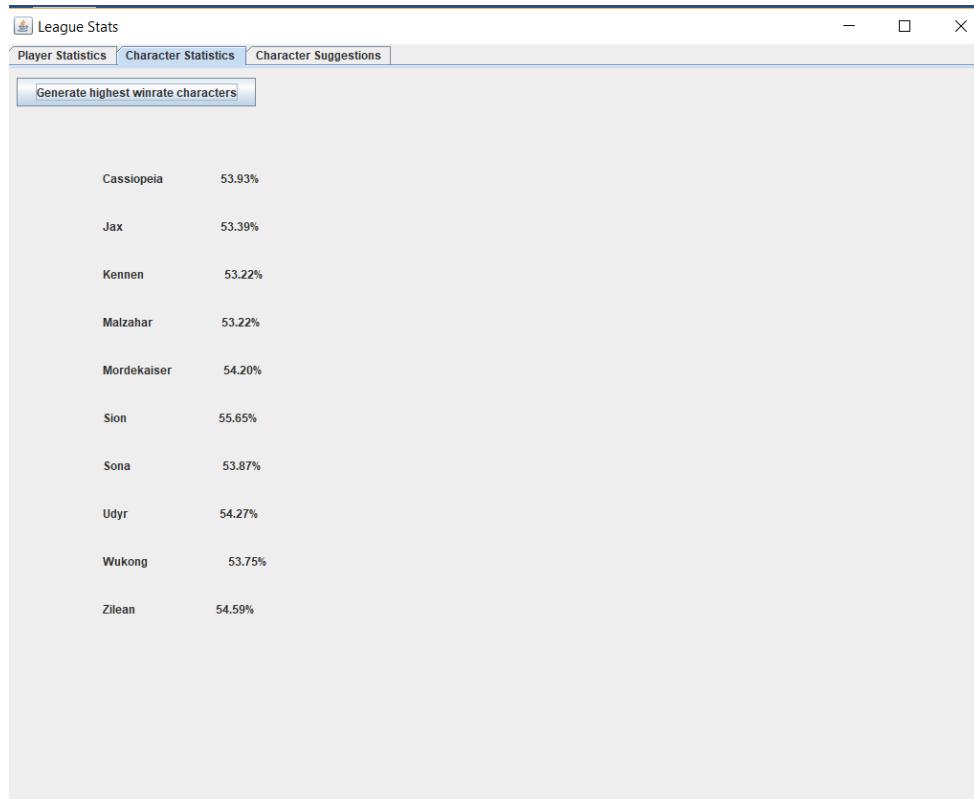 League Stats
Player Statistics Character Statistics Character Suggestions
Generate highest winrate characters
Cassiopeia 53.93%
Jax 53.39%
Kennen 53.22%
Malzahar 53.22%
Mordekaiser 54.20%
Sion 55.65%
Sona 53.87%
Udyr 54.27%
Wukong 53.75%
Zilean 54.59%